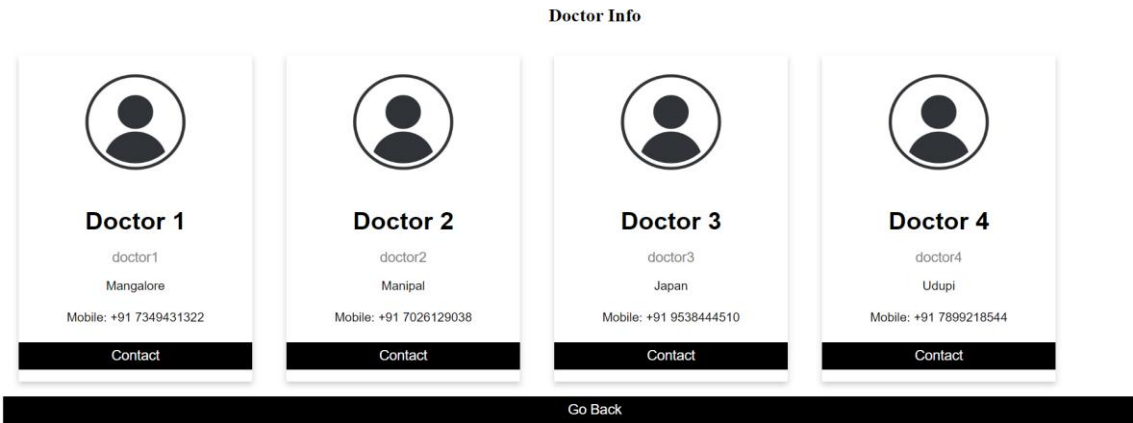 Doctor Info
Doctor 1
doctor1
Mangalore
Mobile: +91 7349431322
Contact
Doctor 2
doctor2
Manipal
Mobile: +91 7026129038
Contact
Doctor 3
doctor3
Japan
Mobile: +91 9538444510
Contact
Doctor 4
doctor4
Udupi
Mobile: +91 7899218544
Contact
Go Back